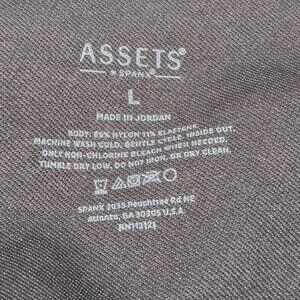 ASSETS®
SPANX®
L
MADE IN JORDAN
BODY: 89% NYLON 11% ELASTANE.
MACHINE WASH COLD, GENTLE CYCLE, INSIDE OUT.
ONLY NON-CHLORINE BLEACH WHEN NEEDED.
TUMBLE DRY LOW. DO NOT IRON OR DRY CLEAN.
SPANX 3035 Peachtree Rd NE
Atlanta, GA 30305 U.S.A.
RN112121